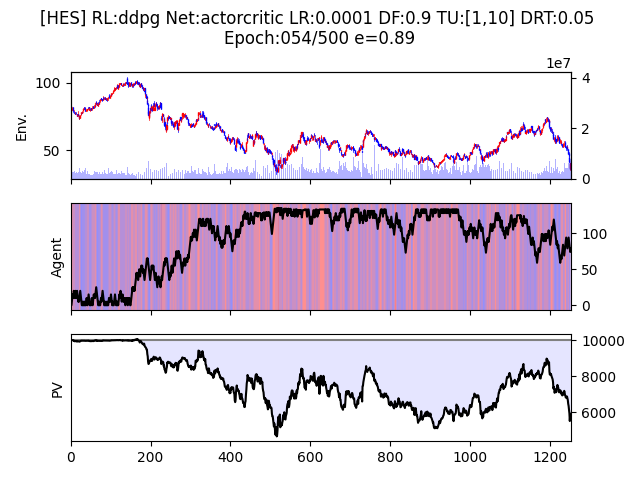 [HES] RL:ddpg Net:actorcritic LR:0.0001 DF:0.9 TU:[1,10] DRT:0.05
Epoch:054/500 e=0.89
1e7
100
50
Env.
4
2
0
Agent
100
50
0
PV
10000
8000
6000
0 200 400 600 800 1000 1200